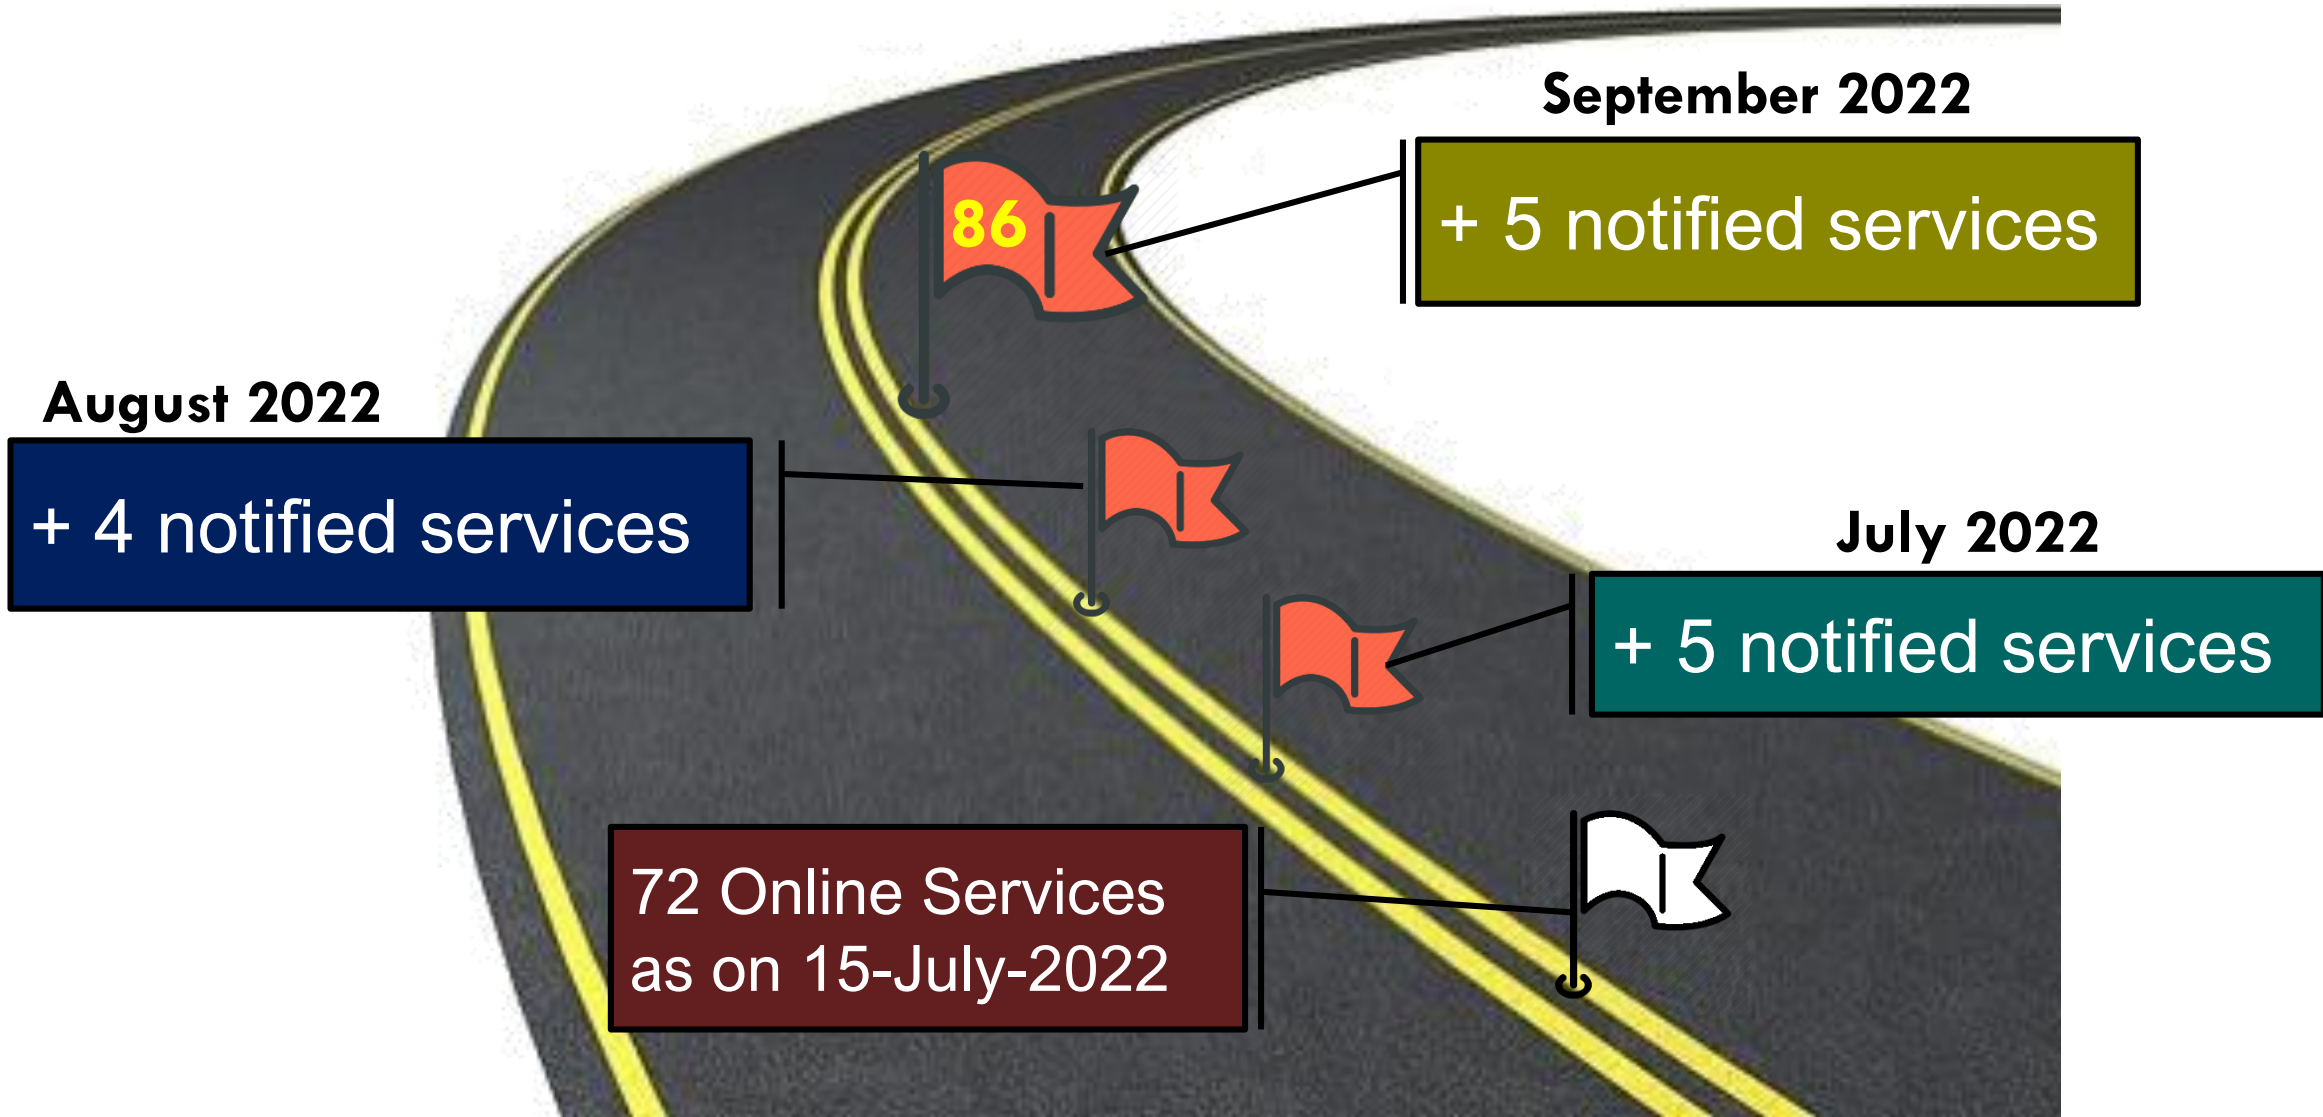 September 2022
+ 5 notified services
86
August 2022
+ 4 notified services
July 2022
+ 5 notified services
72 Online Services
as on 15-July-2022